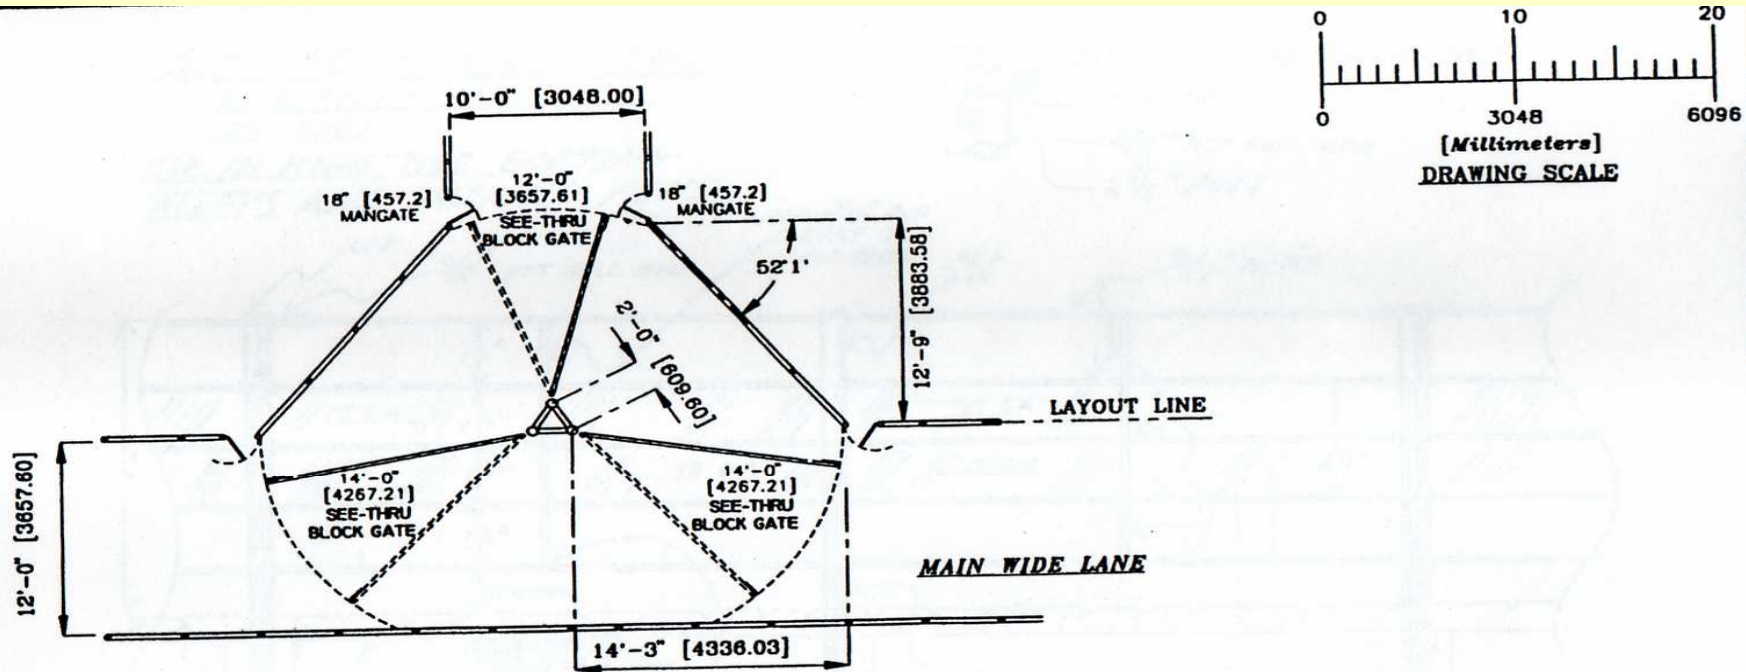 0 10 20
0 3048 6096
[Millimeters]
DRAWING SCALE
10'-0" [3048.00]
18" [457.2]
MANGATE
12'-0"
[3657.61]
SEE-THRU
BLOCK GATE
18" [457.2]
MANGATE
52°1'
12'-9" [3883.58]
2'-0" [609.60]
LAYOUT LINE
12'-0" [3657.60]
14'-0"
[4267.21]
SEE-THRU
BLOCK GATE
14'-0"
[4267.21]
SEE-THRU
BLOCK GATE
MAIN WIDE LANE
14'-3" [4336.03]